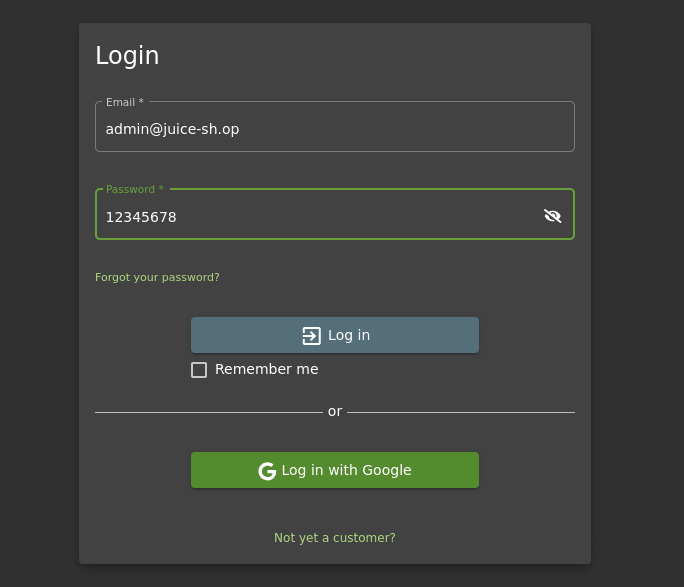 Login
Email *
admin@juice-sh.op
Password *
12345678
Forgot your password?
Log in
Remember me
or
Log in with Google
Not yet a customer?